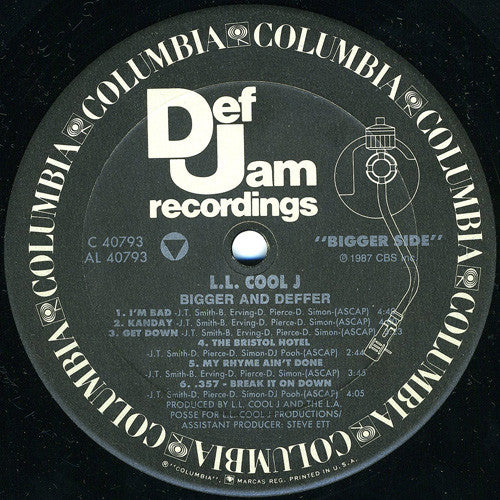 COLUMBIA COLUMBIA COLUMBIA COLUMBIA COLUMBIA COLUMBIA COLUMBIA COLUMBIA
Def
Jam
recordings
C 40793
AL 40793
"BIGGER SIDE"
℗ 1987 CBS Inc.
L.L. COOL J
BIGGER AND DEFFER
1. I'M BAD -J.T. Smith-B. Erving-D. Pierce-D. Simon-(ASCAP)
2. KANDAY -J.T. Smith-B. Erving-D. Pierce-D. Simon-(ASCAP)
3. GET DOWN -J.T. Smith-B. Erving-D. Pierce-D. Simon-(ASCAP)
4. THE BRISTOL HOTEL
-J.T. Smith-D. Pierce-D. Simon-DJ Pooh-(ASCAP) 2:44
5. MY RHYME AIN'T DONE
-J.T. Smith-B. Erving-D. Pierce-D. Simon-(ASCAP)
6. .357 - BREAK IT ON DOWN
-J.T. Smith-D. Pierce-D. Simon-DJ Pooh-(ASCAP) 4:05
PRODUCED BY L.L. COOL J AND THE L.A.
POSSE FOR L.L. COOL J PRODUCTIONS/
ASSISTANT PRODUCER: STEVE ETT
® "COLUMBIA", MARCAS REG. PRINTED IN U.S.A.